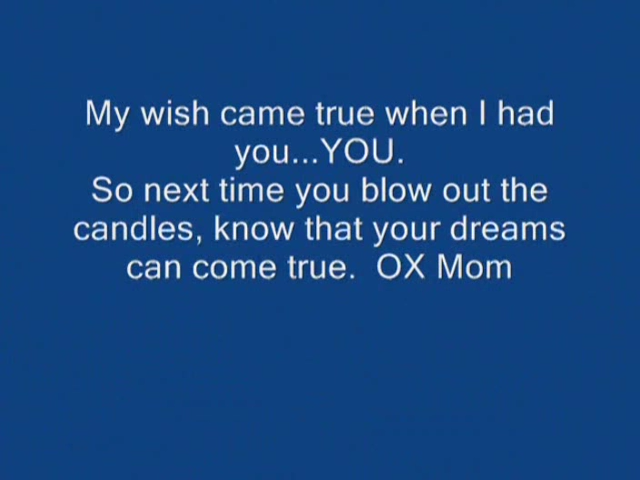 My wish came true when I had
you...YOU.
So next time you blow out the
candles, know that your dreams
can come true.  OX Mom